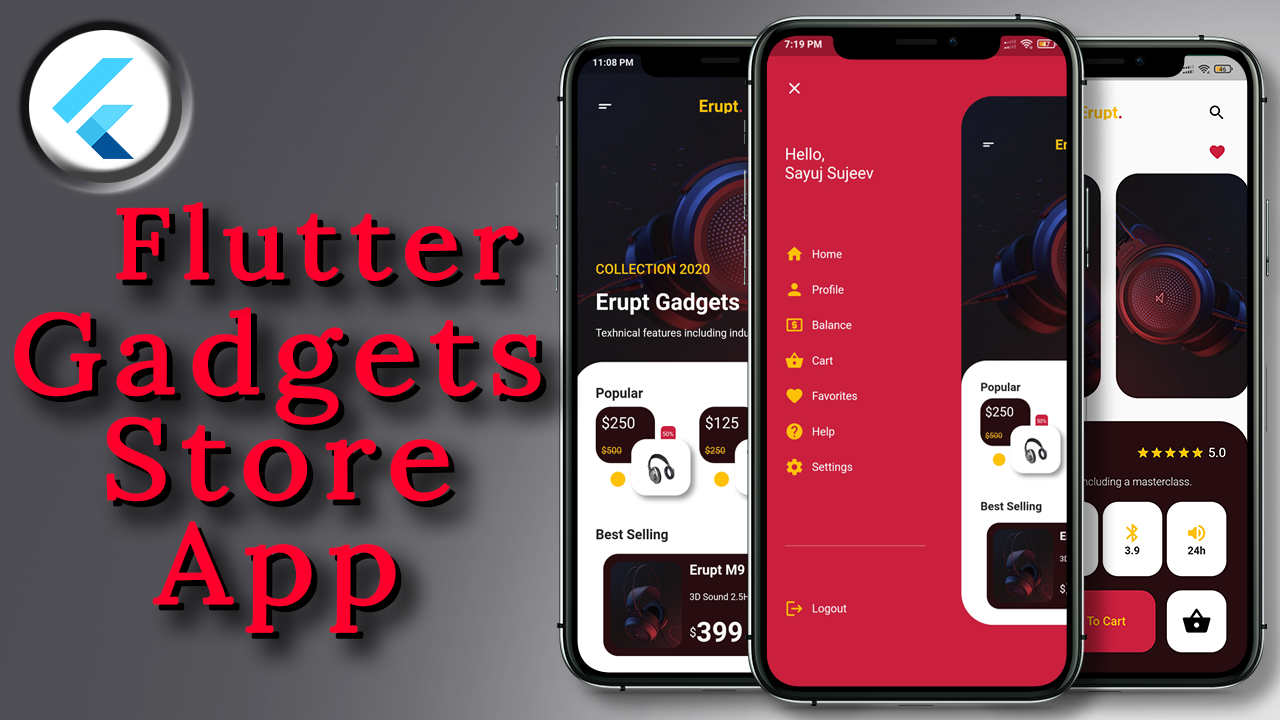 Flutter
Gadgets
Store
App
11:08 PM
Erupt.
COLLECTION 2020
Erupt Gadgets
Texhnical features including indu
Popular
$250
$500
50%
$125
$250
Best Selling
Erupt M9
3D Sound 2.5H
$399
7:19 PM
47
Hello,
Sayuj Sujeev
Home
Profile
Balance
Cart
Favorites
Help
Settings
Logout
Er
Popular
$250
$500
50%
Best Selling
E
3D
$
46
Erupt.
5.0
ncluding a masterclass.
3.9
24h
To Cart